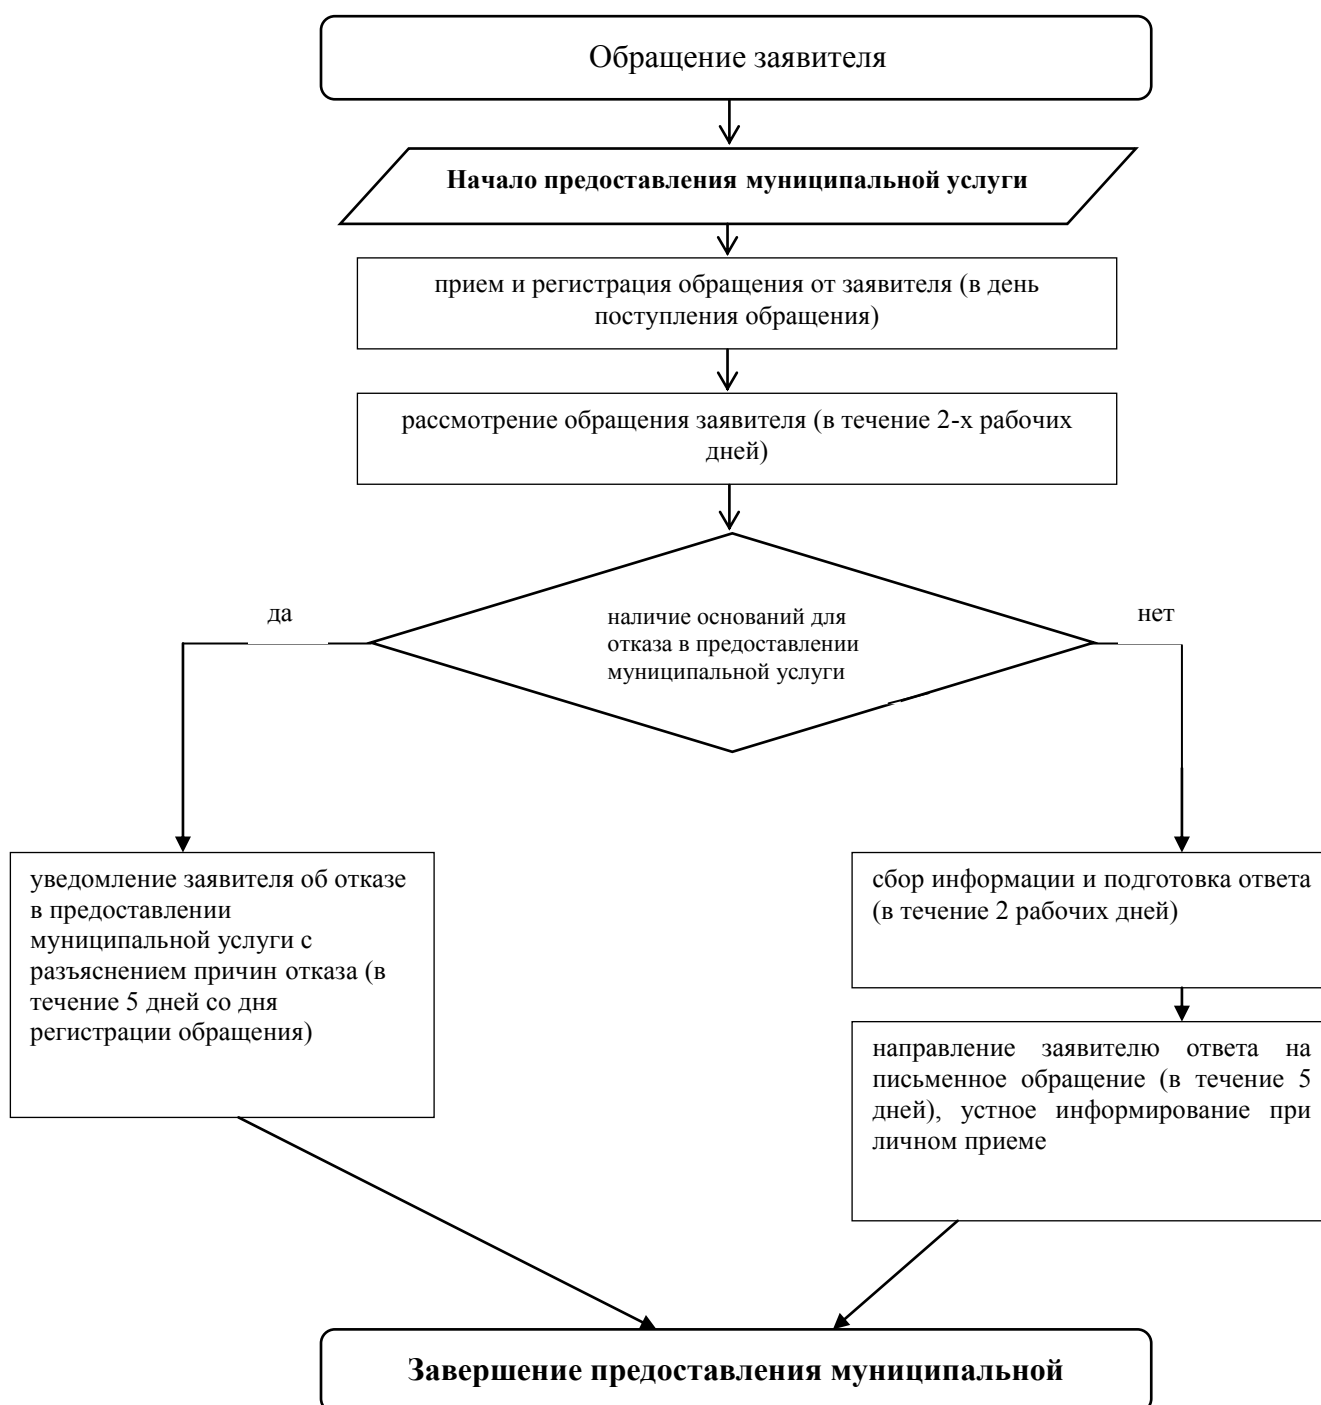 Обращение заявителя
Начало предоставления муниципальной услуги
прием и регистрация обращения от заявителя (в день
поступления обращения)
рассмотрение обращения заявителя (в течение 2-х рабочих
дней)
да
нет
наличие оснований для
отказа в предоставлении
муниципальной услуги
уведомление заявителя об отказе
в предоставлении
муниципальной услуги с
разъяснением причин отказа (в
течение 5 дней со дня
регистрации обращения)
сбор информации и подготовка ответа
(в течение 2 рабочих дней)
направление заявителю ответа на
письменное обращение (в течение 5
дней), устное информирование при
личном приеме
Завершение предоставления муниципальной